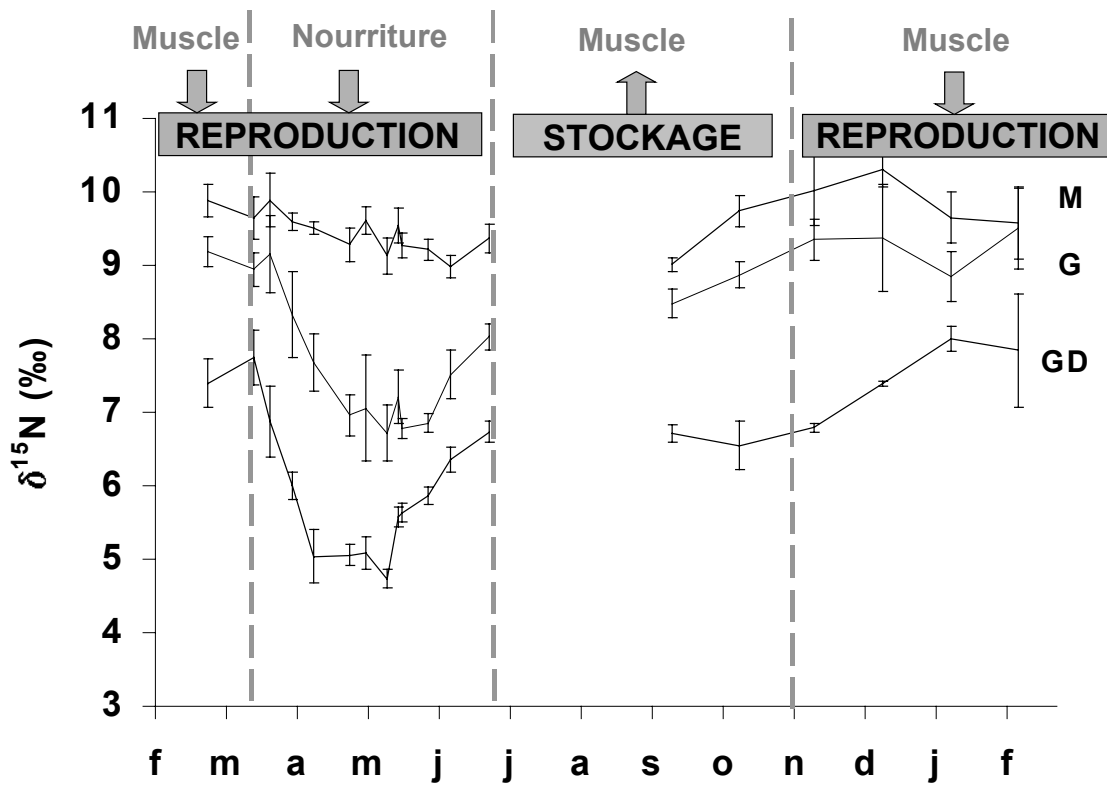 Muscle Nourriture Muscle Muscle
REPRODUCTION STOCKAGE REPRODUCTION
11
10
9
8
7
6
5
4
3
δ15N (‰)
M
G
GD
f m a m j j a s o n d j f